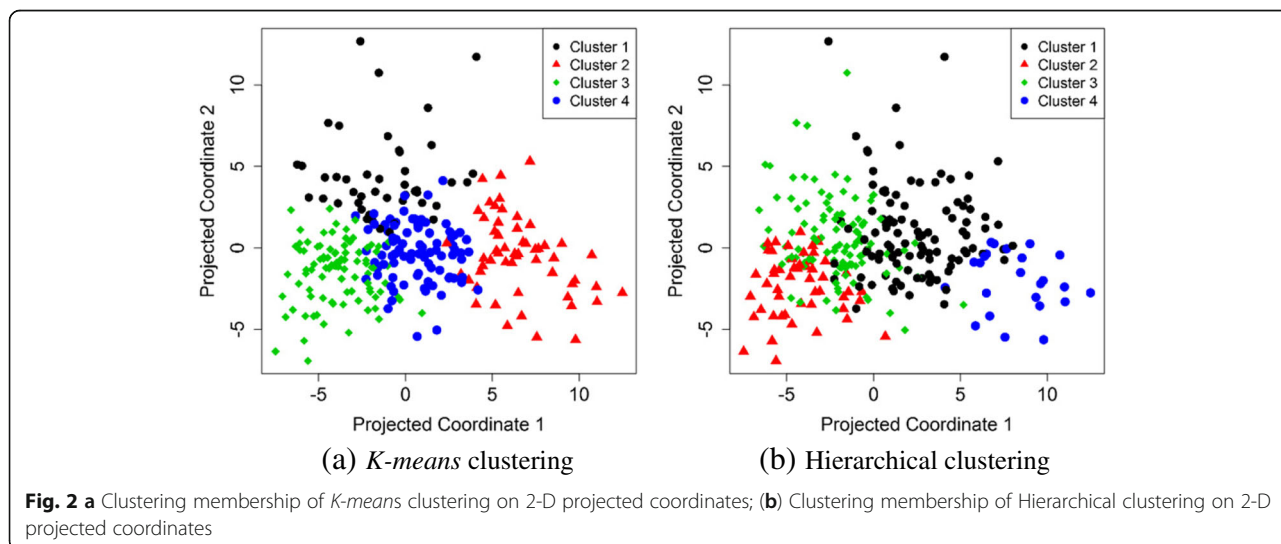 Cluster 1
Cluster 2
Cluster 3
Cluster 4
10
5
0
-5
Projected Coordinate 2
-5 0 5 10
Projected Coordinate 1
(a) K-means clustering
Cluster 1
Cluster 2
Cluster 3
Cluster 4
10
5
0
-5
Projected Coordinate 2
-5 0 5 10
Projected Coordinate 1
(b) Hierarchical clustering
Fig. 2 a Clustering membership of K-means clustering on 2-D projected coordinates; (b) Clustering membership of Hierarchical clustering on 2-D
projected coordinates